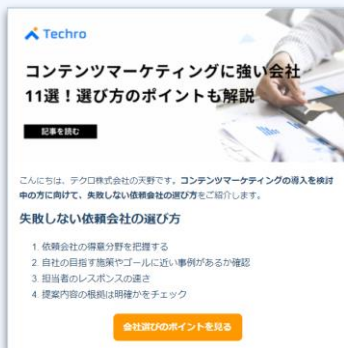 Techro
コンテンツマーケティングに強い会社
11選！選び方のポイントも解説
記事を読む
こんにちは、テクロ株式会社の天野です。コンテンツマーケティングの導入を検討
中の方に向けて、失敗しない依頼会社の選び方をご紹介します。
失敗しない依頼会社の選び方
1. 依頼会社の得意分野を把握する
2. 自社の目指す施策やゴールに近い事例があるか確認
3. 担当者のレスポンスの速さ
4. 提案内容の根拠は明確かをチェック
会社選びのポイントを見る